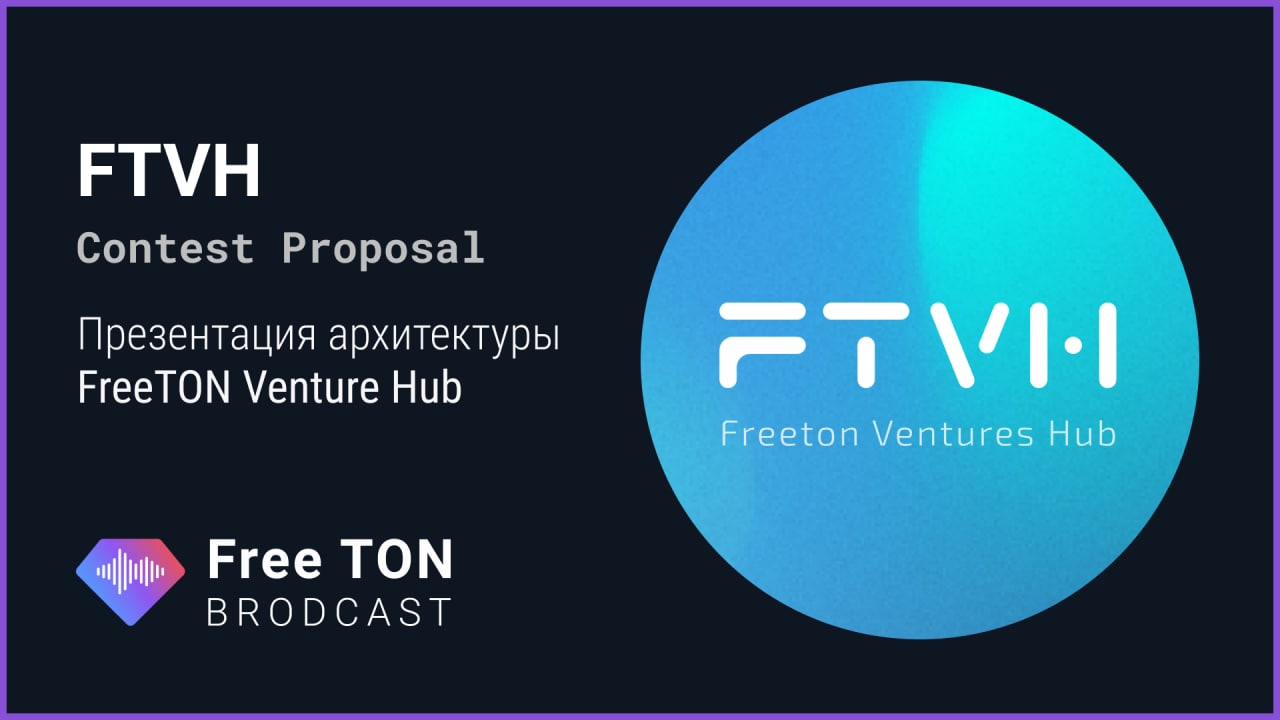 FTVH
Contest Proposal
Презентация архитектуры
FreeTON Venture Hub
Free TON
BRODCAST
FTVH
Freeton Ventures Hub